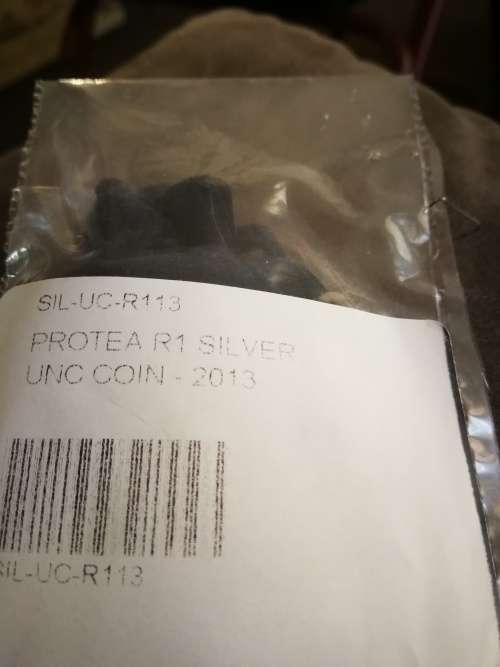 SIL-UC-R113
PROTEA R1 SILVER
UNC COIN - 2013
SIL-UC-R113